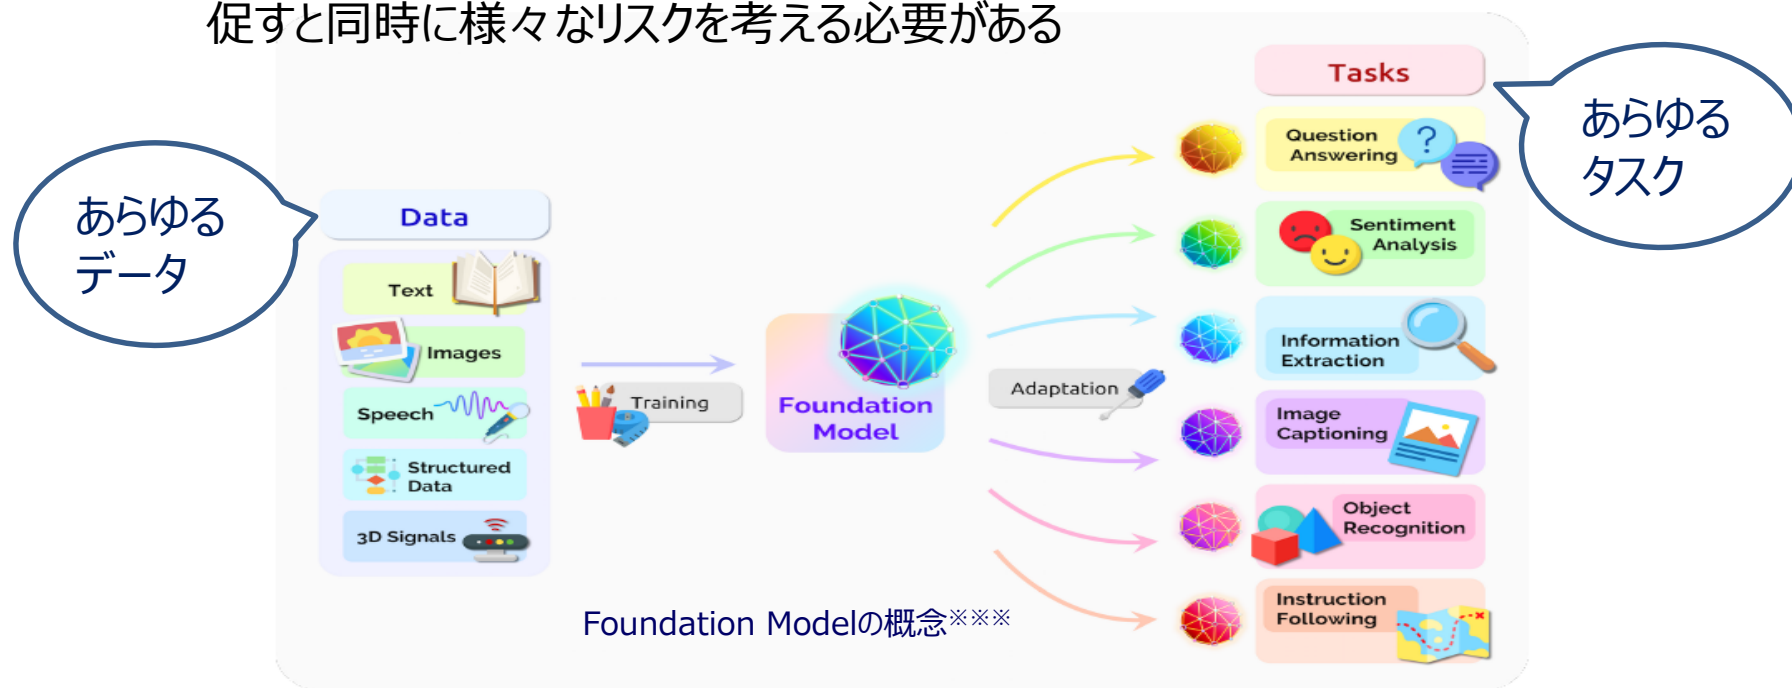 促すと同時に様々なリスクを考える必要がある
あらゆる
データ
Data
Text
Images
Speech
Structured
Data
3D Signals
Training
Foundation
Model
Adaptation
Tasks
Question
Answering
?
Sentiment
Analysis
Information
Extraction
Image
Captioning
Object
Recognition
Instruction
Following
あらゆる
タスク
Foundation Modelの概念※※※